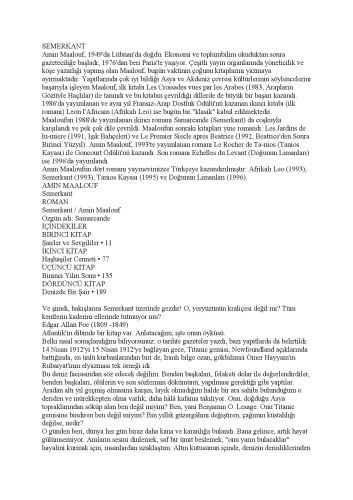 SEMERKANT
Amin Maalouf, 1949'da Lübnan'da doğdu. Ekonomi ve toplumbilim okuduktan sonra
gazeteciliğe başladı, 1976'dan beri Paris'te yaşıyor. Çeşitli yayın organlarında yöneticilik ve
köşe yazarlığı yapmış olan Maalouf, bugün vaktinin çoğunu kitaplarını yazmaya
ayırmaktadır. Yapıtlarında çok iyi bildiği Asya ve Akdeniz çevresi kültürlerinin söylencelerini
başarıyla işleyen Maalouf, ilk kitabı Les Croisades vues par les Arabes (1983, Arapların
Gözüyle Haçlılar) ile tanındı ve bu kitabın çevrildiği dillerde de büyük bir başarı kazandı.
1986'da yayımlanan ve aynı yıl Fransız-Arap Dostluk Ödülü'nü kazanan ikinci kitabı (ilk
romanı) Leon l'Africain (Afrikalı Leo) ise bugün bir "klasik" kabul edilmektedir.
Maaloufun 1988'de yayımlanan ikinci romanı Samarcande (Semerkant) da coşkuyla
karşılandı ve pek çok dile çevrildi. Maaloufun sonraki kitapları yine romandı: Les Jardins de
lu-miere (1991, Işık Bahçeleri) ve Le Premier Siecle apres Beatrice (1992, Beatrice'den Sonra
Birinci Yüzyıl). Amin Maalouf, 1993'te yayımlanan romanı Le Rocher de Ta-nios (Tanios
Kayası) ile Goncourt Ödülü'nü kazandı. Son romanı Echelles du Levant (Doğunun Limanları)
ise 1996'da yayımlandı.
Amin Maaloufun dört romanı yayınevimizce Türkçeye kazandırılmıştır: Afrikalı Leo (1993),
Semerkant (1993), Tanios Kayası (1995) ve Doğunun Limanları (1996).
AMIN MAALOUF
Semerkant
ROMAN
Semerkant / Amin Maalouf
Özgün adı: Samarcande
İÇİNDEKİLER
BİRİNCİ KİTAP
Şairler ve Sevgililer • 11
İKİNCİ KİTAP
Haşhaşiler Cenneti • 77
ÜÇÜNCÜ KİTAP
Birinci Yılın Sonu • 135
DÖRDÜNCÜ KİTAP
Denizde Bir Şair • 189
Ve şimdi, bakışlarını Semerkant üzerinde gezdir! O, yeryüzünün kraliçesi değil mi? Tüm
kentlerin kaderini ellerinde tutmuyor mu?
Edgar Allan Poe (1809 -1849)
Atlantik'in dibinde bir kitap var. Anlatacağım, işte onun öyküsü.
Belki nasıl sonuçlandığını biliyorsunuz: o tarihte gazeteler yazdı, bazı yapıtlarda da belirtildi:
14 Nisan 1912'yi 15 Nisan 1912'ye bağlayan gece, Titanic gemisi, Newfoundland açıklarında
battığında, en ünlü kurbanlarından biri de, İranlı bilge ozan, gökbilimci Ömer Hayyam'ın
Rubaiyat'ının elyazması tek örneği idi.
Bu deniz faciasından söz edecek değilim. Benden başkaları, felaketi dolar ile değerlendirdiler,
benden başkaları, ölülerin ve son sözlerinin dökümünü, yapılması gerektiği gibi yaptılar.
Aradan altı yıl geçmiş olmasına karşın, layık olmadığım halde bir ara sahibi bulunduğum o
deriden ve mürekkepten olma varlık, daha hâlâ kafama takılıyor. Onu, doğduğu Asya
topraklarından söküp alan ben değil miyim? Ben, yani Benjamin O. Lesage. Onu Titanic
gemisine bindiren ben değil miyim? Bin yıllık güzergâhını değiştiren, çağımın küstahlığı
değilse, nedir?
O günden beri, dünya her gün biraz daha kana ve karanlığa bulandı. Bana gelince, artık hayat
gülümsemiyor. Anıların sesini dinlemek, saf bir ümit beslemek, "onu yarın bulacaklar"
hayalini kurmak için, insanlardan uzaklaştım. Altın kutusunun içinde, denizin derinliklerinden